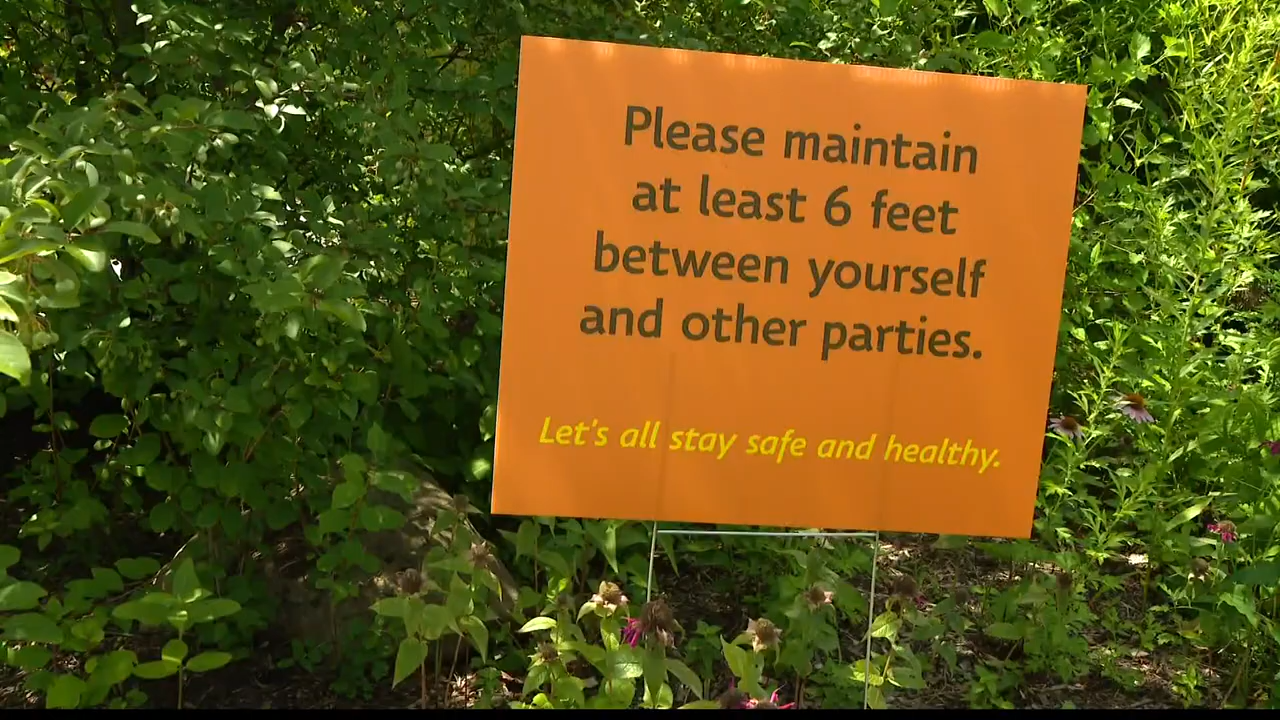 Please maintain
at least 6 feet
between yourself
and other parties.
Let's all stay safe and healthy.